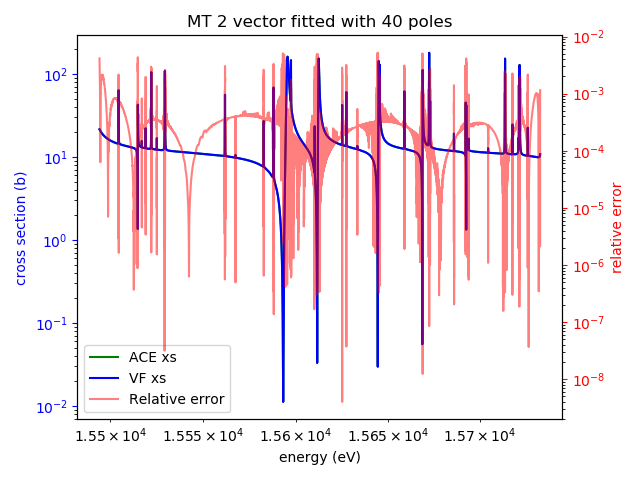 MT 2 vector fitted with 40 poles
cross section (b)
10²
10¹
10⁰
10⁻¹
10⁻²
relative error
10⁻²
10⁻³
10⁻⁴
10⁻⁵
10⁻⁶
10⁻⁷
10⁻⁸
ACE xs
VF xs
Relative error
1.55 × 10⁴ 1.555 × 10⁴ 1.56 × 10⁴ 1.565 × 10⁴ 1.57 × 10⁴
energy (eV)